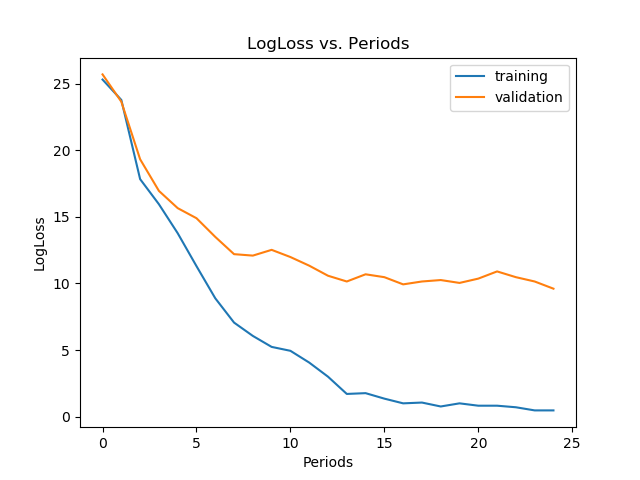 LogLoss vs. Periods
training
validation
LogLoss
25
20
15
10
5
0
0 5 10 15 20 25
Periods